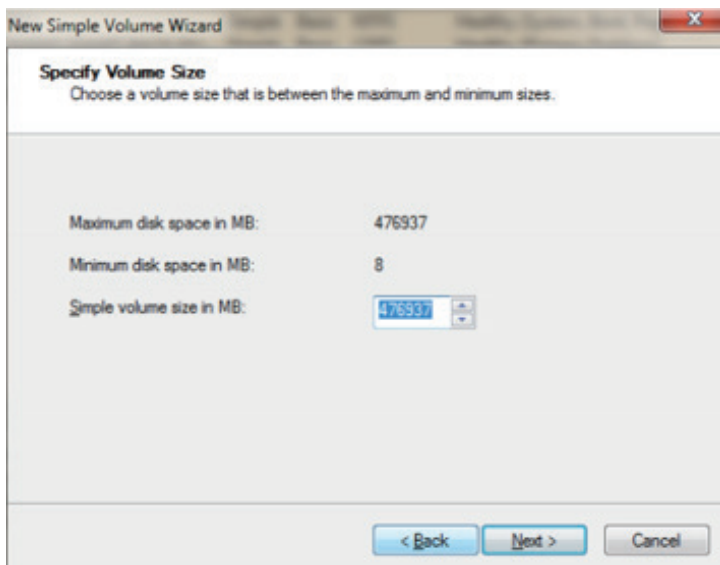 New Simple Volume Wizard
Specify Volume Size
Choose a volume size that is between the maximum and minimum sizes.
Maximum disk space in MB: 476937
Minimum disk space in MB: 8
Simple volume size in MB: 476937
< Back Next > Cancel